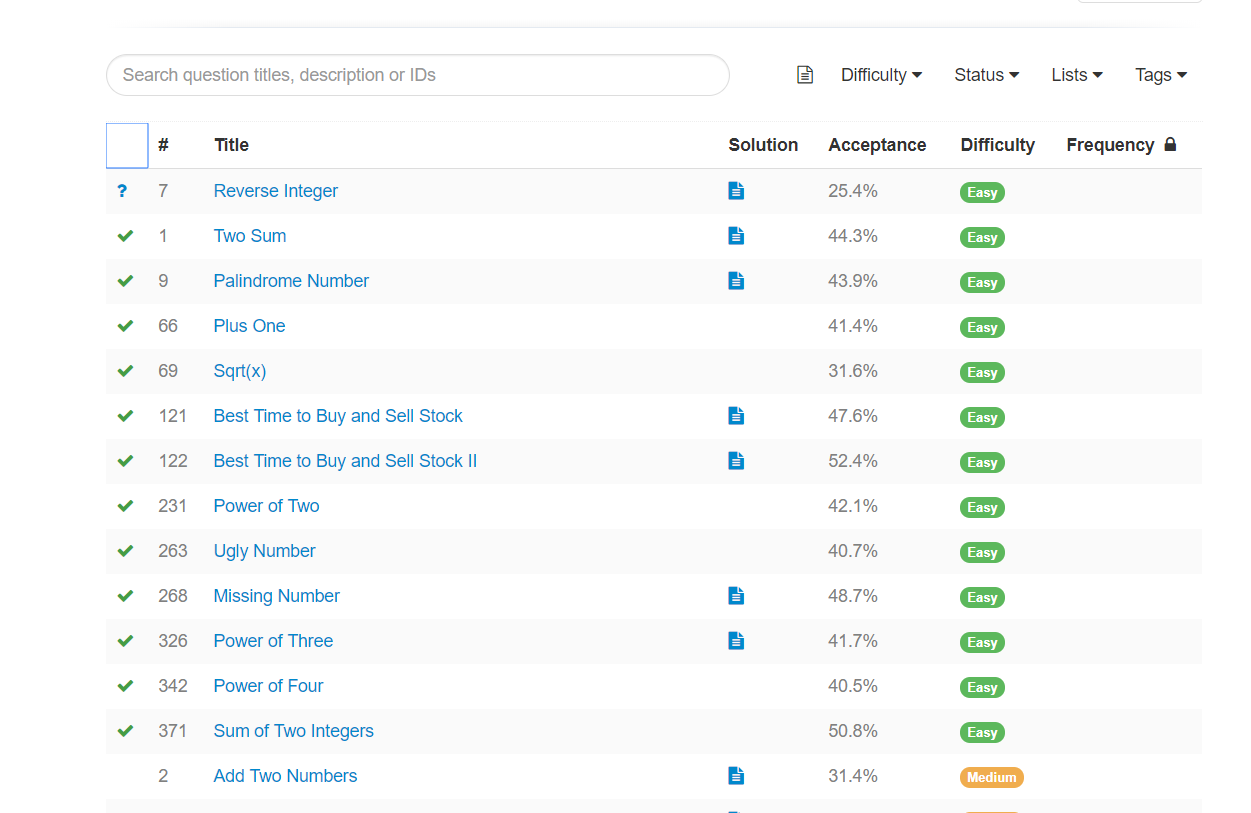 Search question titles, description or IDs Difficulty Status Lists Tags
# Title Solution Acceptance Difficulty Frequency
? 7 Reverse Integer 25.4% Easy
1 Two Sum 44.3% Easy
9 Palindrome Number 43.9% Easy
66 Plus One 41.4% Easy
69 Sqrt(x) 31.6% Easy
121 Best Time to Buy and Sell Stock 47.6% Easy
122 Best Time to Buy and Sell Stock II 52.4% Easy
231 Power of Two 42.1% Easy
263 Ugly Number 40.7% Easy
268 Missing Number 48.7% Easy
326 Power of Three 41.7% Easy
342 Power of Four 40.5% Easy
371 Sum of Two Integers 50.8% Easy
2 Add Two Numbers 31.4% Medium